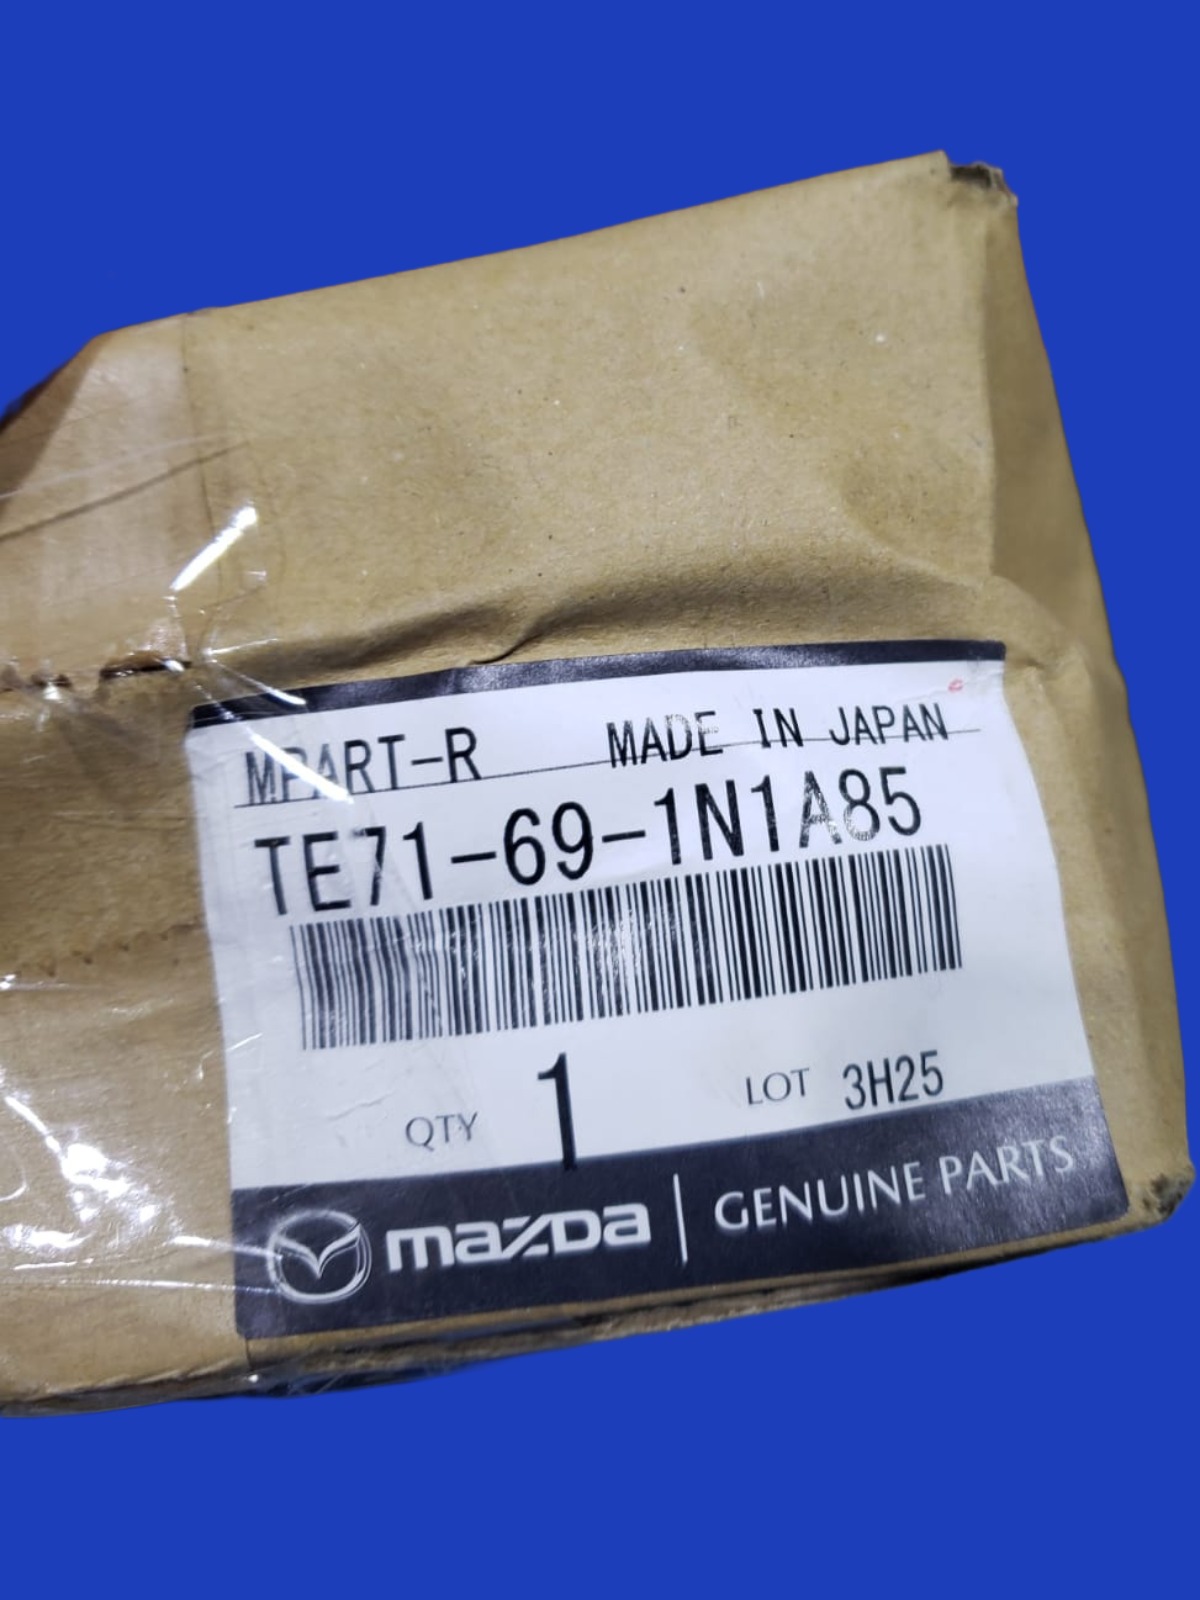 MPART-R MADE IN JAPAN
TE71-69-1N1A85
QTY 1 LOT 3H25
mazda GENUINE PARTS